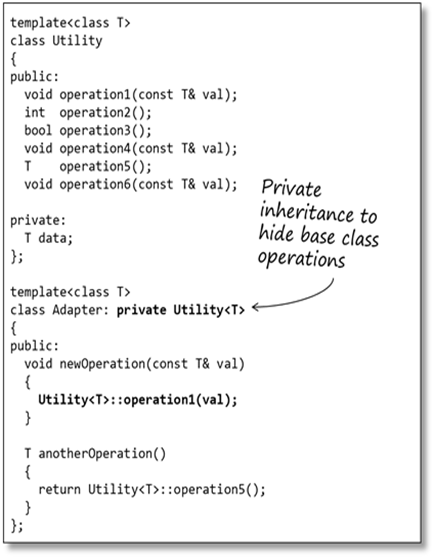 template<class T>
class Utility
{
public:
  void operation1(const T& val);
  int  operation2();
  bool operation3();
  void operation4(const T& val);
  T    operation5();
  void operation6(const T& val);
private:
  T data;
};
Private
inheritance to
hide base class
operations
template<class T>
class Adapter: private Utility<T>
{
public:
  void newOperation(const T& val)
  {
    Utility<T>::operation1(val);
  }
  T anotherOperation()
  {
    return Utility<T>::operation5();
  }
};